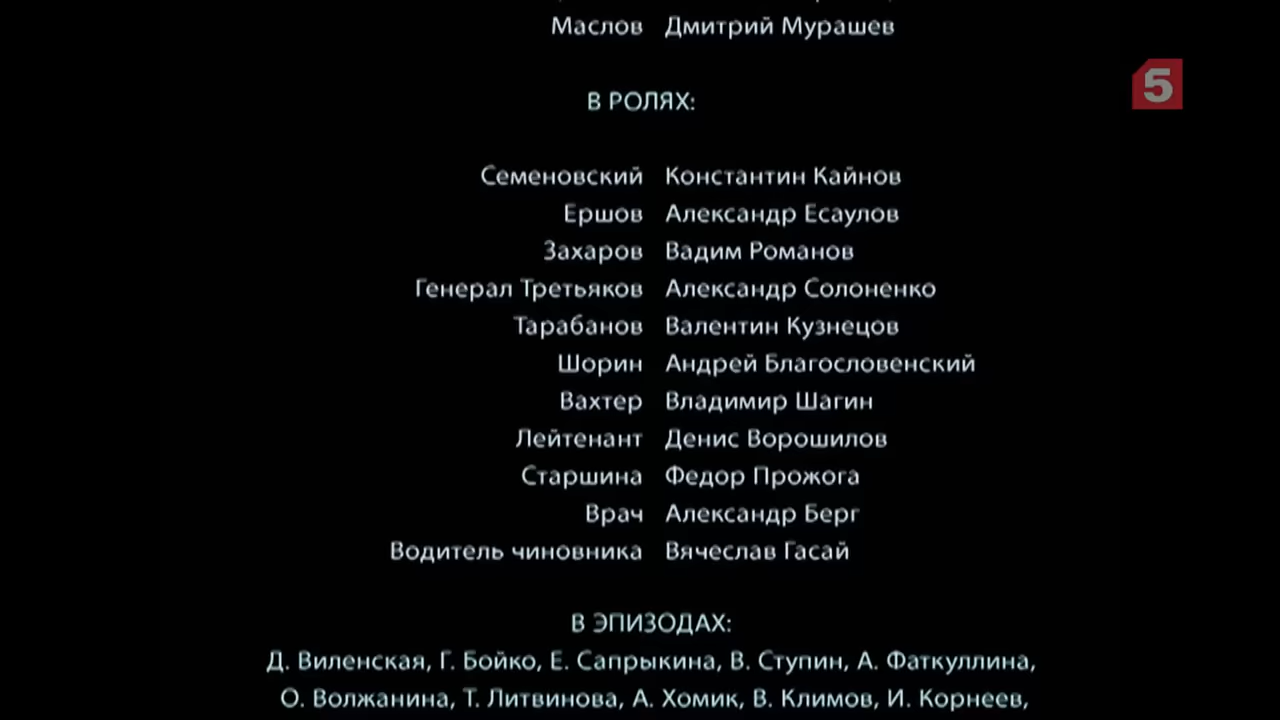 Маслов Дмитрий Мурашев
5
В РОЛЯХ:
Семеновский Константин Кайнов
Ершов Александр Есаулов
Захаров Вадим Романов
Генерал Третьяков Александр Солоненко
Тарабанов Валентин Кузнецов
Шорин Андрей Благословенский
Вахтер Владимир Шагин
Лейтенант Денис Ворошилов
Старшина Федор Прожога
Врач Александр Берг
Водитель чиновника Вячеслав Гасай
В ЭПИЗОДАХ:
Д. Виленская, Г. Бойко, Е. Сапрыкина, В. Ступин, А. Фаткуллина,
О. Волжанина, Т. Литвинова, А. Хомик, В. Климов, И. Корнеев,